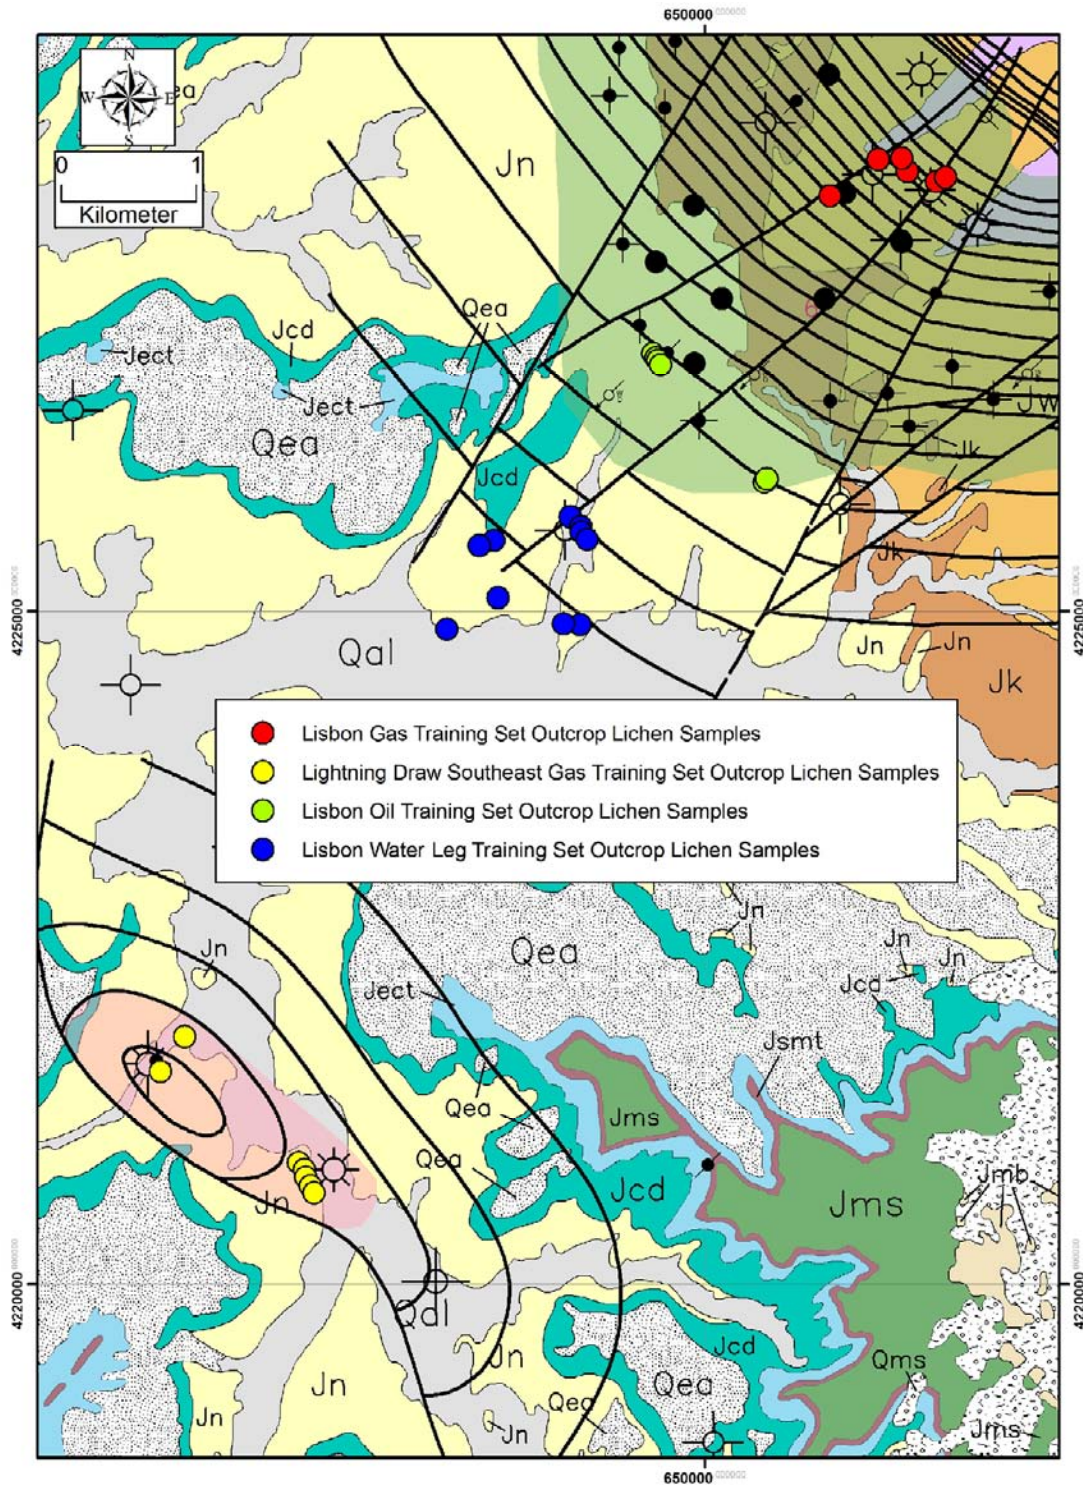 650000
N
W E
S
0 1
Kilometer
Jn
Qea
Jcd
Ject
Ject
Qea
Jw
Jk
Jcd
Jk
4225000
4225000
Qal
Jn
Jn
Jk
Lisbon Gas Training Set Outcrop Lichen Samples
Lightning Draw Southeast Gas Training Set Outcrop Lichen Samples
Lisbon Oil Training Set Outcrop Lichen Samples
Lisbon Water Leg Training Set Outcrop Lichen Samples
Jn
Qea
Jn
Jn
Jn
Jcd
Ject
Jsmt
Qea
Jms
Qea
Jmb
Jcd
Jms
Jn
4220000
4220000
Qdl
Jcd
Jn
Qms
Jn
Qea
Qea
Jn
Jn
Jms
650000